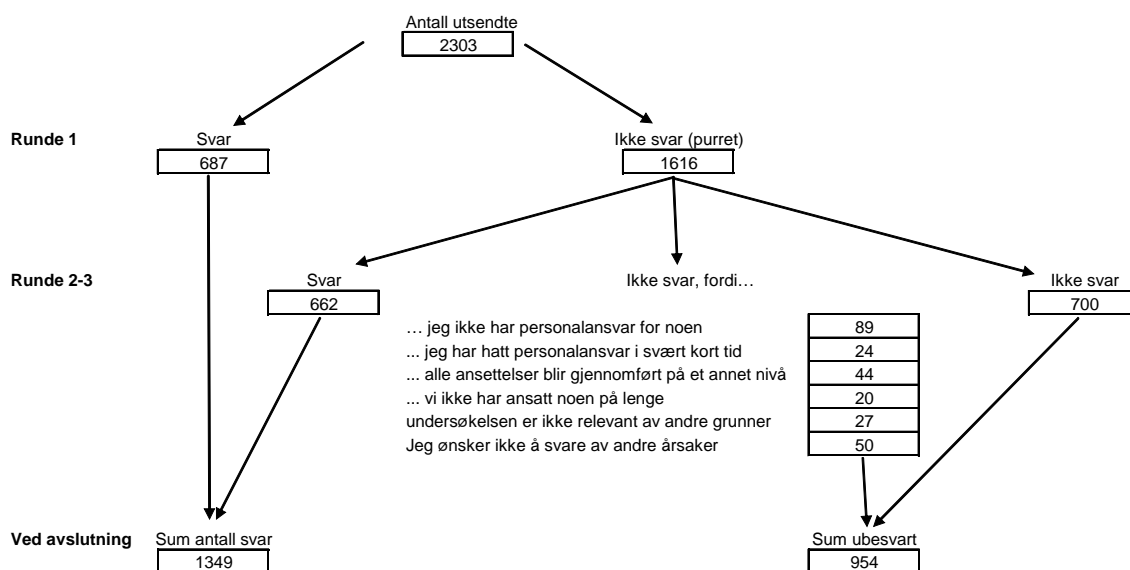 Antall utsendte
2303
Runde 1 Svar Ikke svar (purret)
687 1616
Runde 2-3 Svar Ikke svar, fordi… Ikke svar
662 700
… jeg ikke har personalansvar for noen 89
... jeg har hatt personalansvar i svært kort tid 24
... alle ansettelser blir gjennomført på et annet nivå 44
... vi ikke har ansatt noen på lenge 20
undersøkelsen er ikke relevant av andre grunner 27
Jeg ønsker ikke å svare av andre årsaker 50
Ved avslutning Sum antall svar Sum ubesvart
1349 954